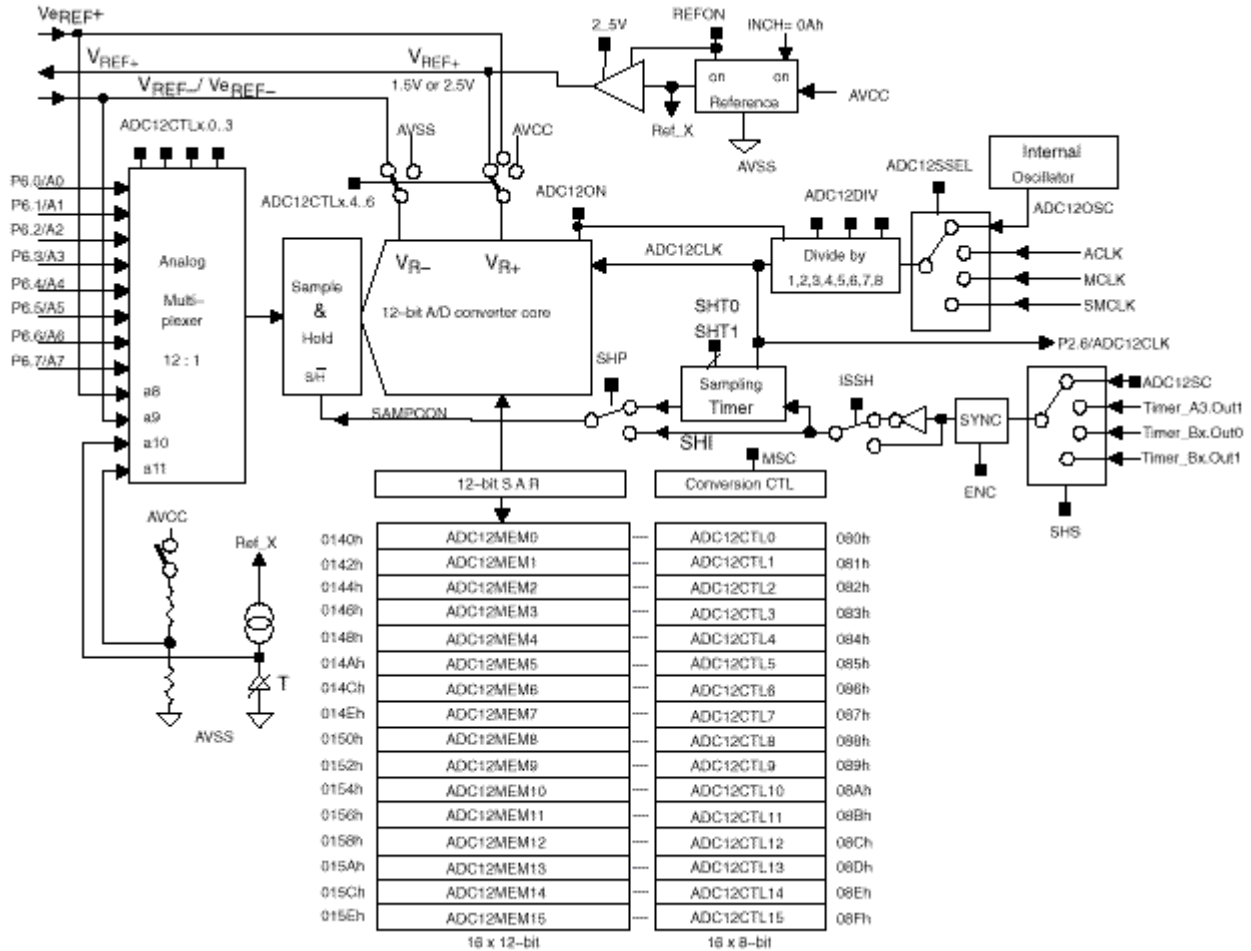 VeREF+
2_5V
REFON
INCH= 0Ah
VREF+
VREF+
on
on
VREF-/ VeREF-
1.5V or 2.5V
Reference
AVCC
Ref_X
AVSS
AVCC
AVSS
ADC12CTLx.0..3
ADC12SSEL
Internal
Oscillator
P6.0/A0
P6.1/A1
P6.2/A2
P6.3/A3
P6.4/A4
P6.5/A5
P6.6/A6
P6.7/A7
a8
a9
a10
a11
Analog
Multi-
plexer
12 : 1
ADC12CTLx.4..6
ADC12ON
ADC12DIV
ADC12OSC
Sample
&
Hold
S/H
VR-
VR+
12-bit A/D converter core
ADC12CLK
Divide by
1,2,3,4,5,6,7,8
ACLK
MCLK
SMCLK
SHT0
SHT1
P2.6/ADC12CLK
SHP
Sampling
Timer
ISSH
ADC12SC
Timer_A3.Out1
Timer_Bx.Out0
Timer_Bx.Out1
SAMPCON
SHI
SYNC
MSC
ENC
SHS
12-bit S A R
Conversion CTL
AVCC
Ref_X
T
AVSS
0140h ADC12MEM0 ADC12CTL0 080h
0142h ADC12MEM1 ADC12CTL1 081h
0144h ADC12MEM2 ADC12CTL2 082h
0146h ADC12MEM3 ADC12CTL3 083h
0148h ADC12MEM4 ADC12CTL4 084h
014Ah ADC12MEM5 ADC12CTL5 085h
014Ch ADC12MEM6 ADC12CTL6 086h
014Eh ADC12MEM7 ADC12CTL7 087h
0150h ADC12MEM8 ADC12CTL8 088h
0152h ADC12MEM9 ADC12CTL9 089h
0154h ADC12MEM10 ADC12CTL10 08Ah
0156h ADC12MEM11 ADC12CTL11 08Bh
0158h ADC12MEM12 ADC12CTL12 08Ch
015Ah ADC12MEM13 ADC12CTL13 08Dh
015Ch ADC12MEM14 ADC12CTL14 08Eh
015Eh ADC12MEM15 ADC12CTL15 08Fh
16 x 12-bit
16 x 8-bit